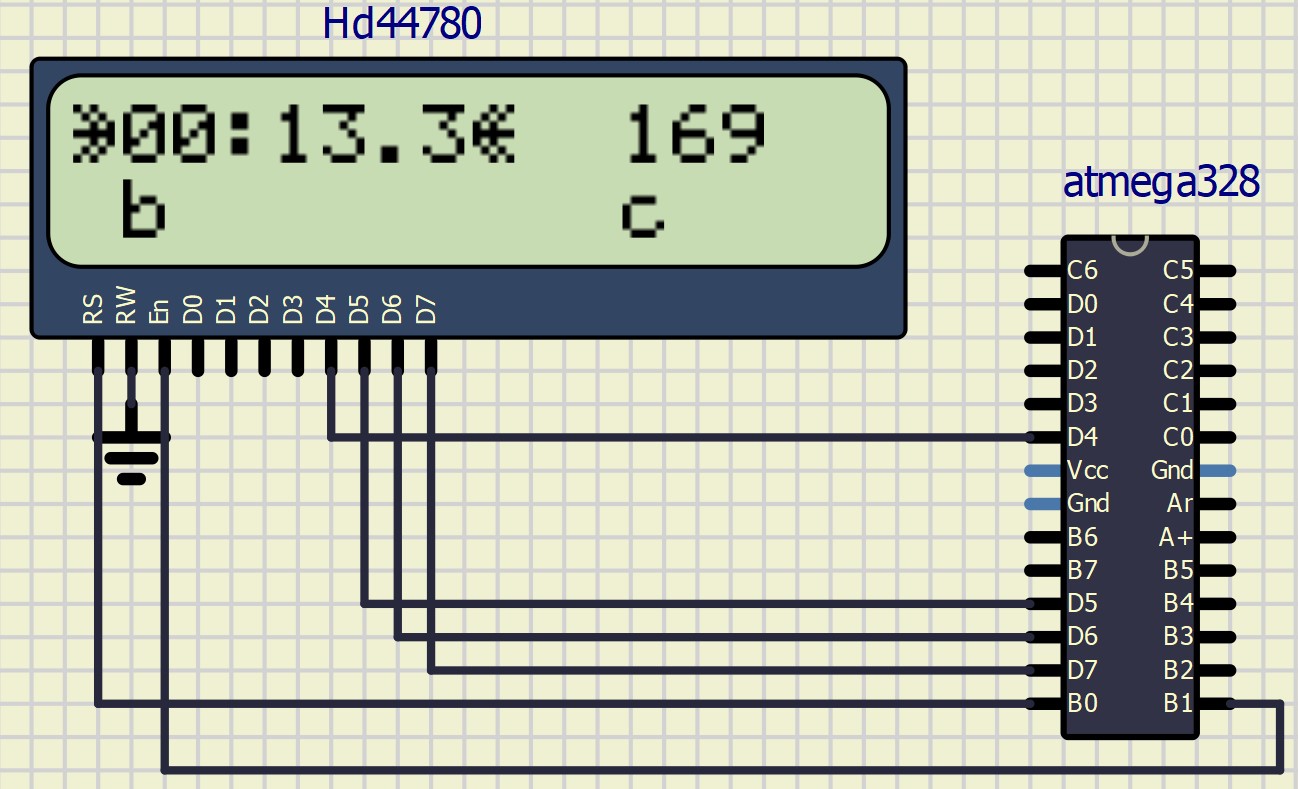 Hd44780
00:13.3 169
b c
RS RW En D0 D1 D2 D3 D4 D5 D6 D7
atmega328
C6 C5
D0 C4
D1 C3
D2 C2
D3 C1
D4 C0
Vcc Gnd
Gnd Ar
B6 A+
B7 B5
D5 B4
D6 B3
D7 B2
B0 B1